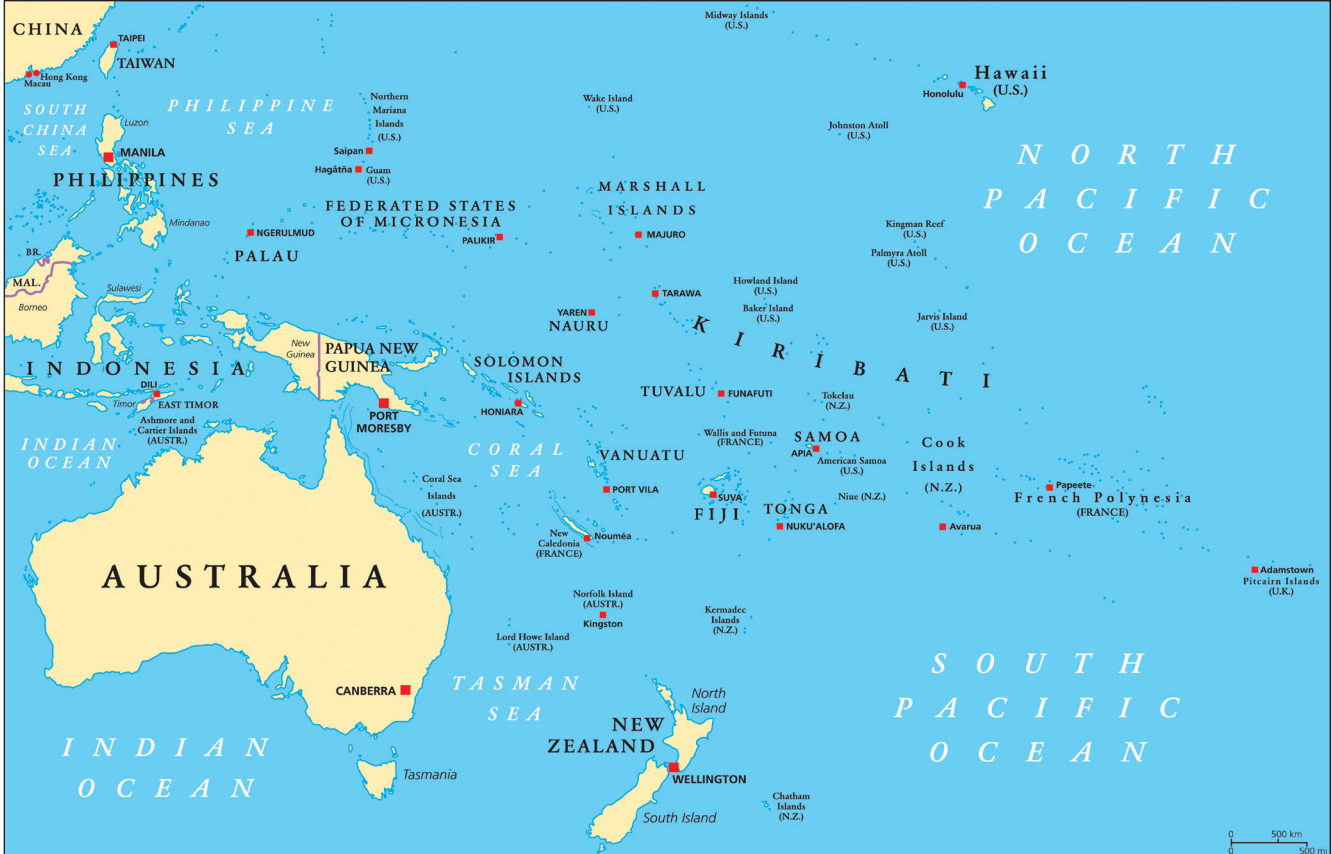 CHINA
TAIPEI
TAIWAN
Hong Kong
Macau
SOUTH
CHINA
SEA
PHILIPPINE
SEA
Luzon
MANILA
PHILIPPINES
Mindanao
Northern
Mariana
Islands
(U.S.)
Saipan
Hagåtña
Guam
(U.S.)
Midway Islands
(U.S.)
Wake Island
(U.S.)
Hawaii
(U.S.)
Honolulu
Johnston Atoll
(U.S.)
NORTH
PACIFIC
OCEAN
MARSHALL
ISLANDS
MAJURO
FEDERATED STATES
OF MICRONESIA
PALIKIR
NGERULMUD
PALAU
Kingman Reef
(U.S.)
Palmyra Atoll
(U.S.)
BR.
MAL.
Borneo
Sulawesi
Howland Island
(U.S.)
Baker Island
(U.S.)
Jarvis Island
(U.S.)
TARAWA
KIRIBATI
YAREN
NAURU
INDONESIA
New
Guinea
PAPUA NEW
GUINEA
PORT
MORESBY
SOLOMON
ISLANDS
HONIARA
TUVALU
FUNAFUTI
Tokelau
(N.Z.)
DILI
Timor
EAST TIMOR
Ashmore and
Cartier Islands
(AUSTR.)
INDIAN
OCEAN
CORAL
SEA
Coral Sea
Islands
(AUSTR.)
VANUATU
PORT VILA
Wallis and Futuna
(FRANCE)
SAMOA
APIA
American Samoa
(U.S.)
Cook
Islands
(N.Z.)
Niue (N.Z.)
SUVA
FIJI
TONGA
NUKU'ALOFA
Avarua
Papeete
French Polynesia
(FRANCE)
New
Caledonia
(FRANCE)
Nouméa
Adamstown
Pitcairn Islands
(U.K.)
AUSTRALIA
CANBERRA
Norfolk Island
(AUSTR.)
Kingston
Lord Howe Island
(AUSTR.)
Kermadec
Islands
(N.Z.)
TASMAN
SEA
SOUTH
PACIFIC
OCEAN
North
Island
NEW
ZEALAND
WELLINGTON
South Island
Chatham
Islands
(N.Z.)
INDIAN
OCEAN
Tasmania
0 500 km
0 500 mi